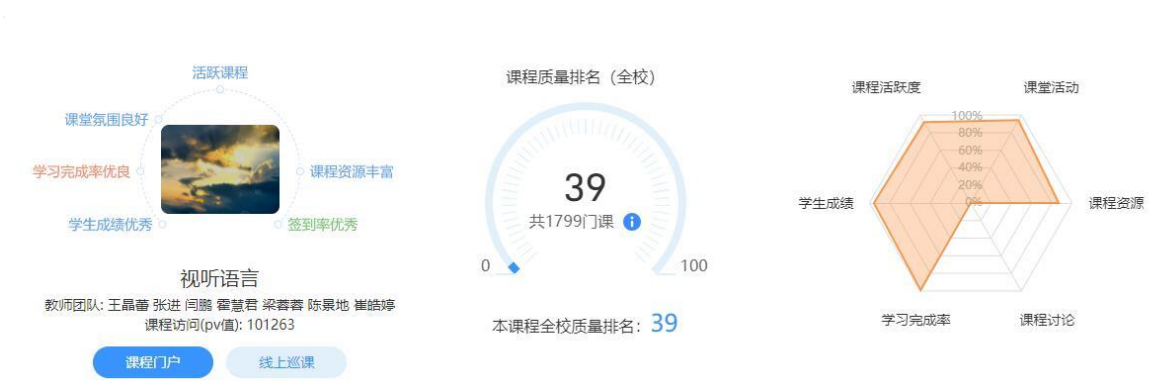 活跃课程
课堂氛围良好
学习完成率优良
课程资源丰富
学生成绩优秀
签到率优秀
视听语言
教师团队: 王晶蕾 张进 闫鹏 霍慧君 梁蓉蓉 陈景地 崔皓婷
课程访问(pv值): 101263
课程门户
线上巡课
课程质量排名（全校）
39
共1799门课
0
100
本课程全校质量排名：39
课程活跃度
课堂活动
100%
80%
60%
40%
20%
0%
学生成绩
课程资源
学习完成率
课程讨论